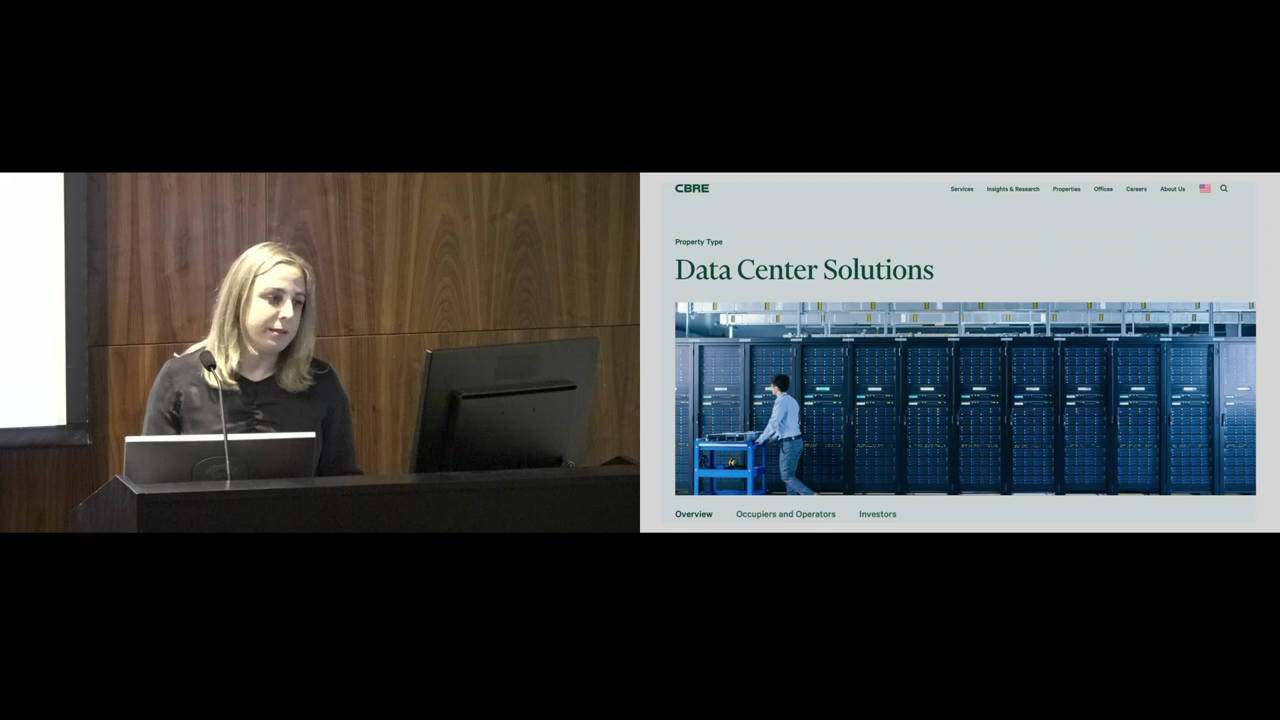 CBRE
Services Insights & Research Properties Offices Careers About Us
Property Type
Data Center Solutions
Overview Occupiers and Operators Investors